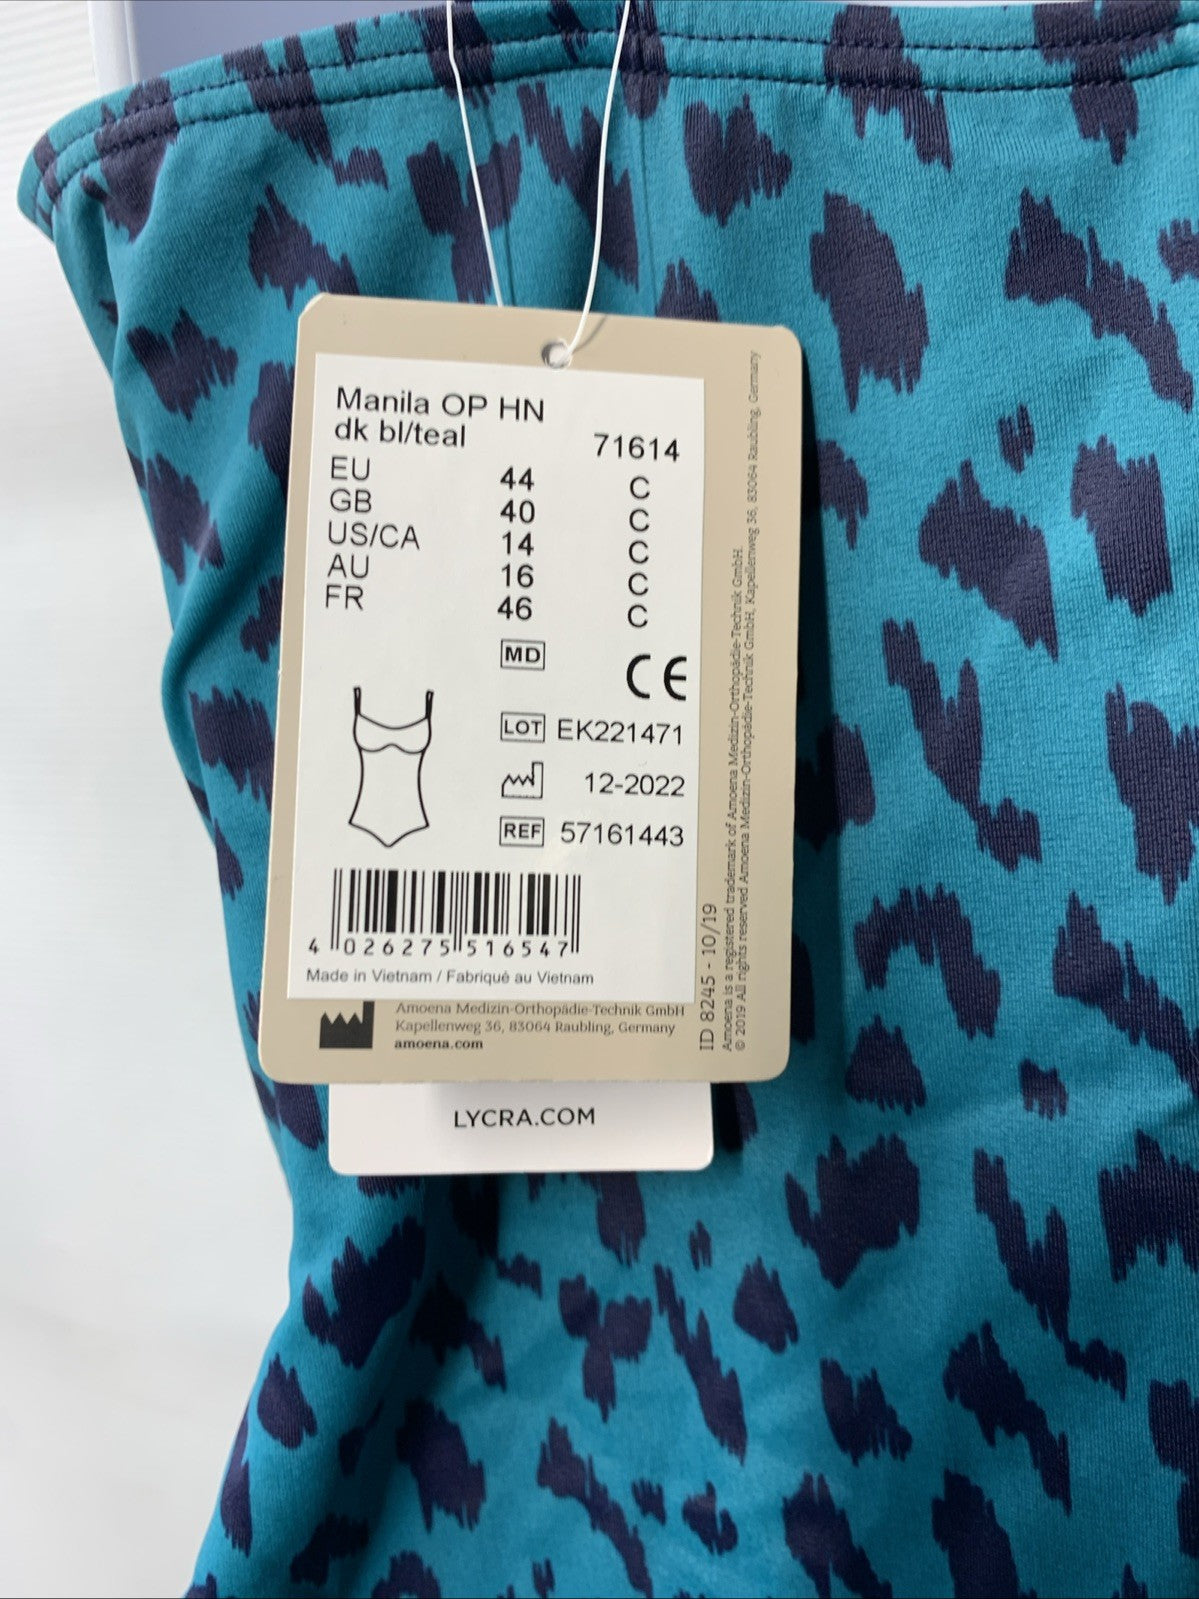 Manila OP HN
dk bl/teal 71614
EU 44 C
GB 40 C
US/CA 14 C
AU 16 C
FR 46 C
MD CE
LOT EK221471
12-2022
REF 57161443
4 026275 516547
Made in Vietnam / Fabriqué au Vietnam
Amoena Medizin-Orthopädie-Technik GmbH
Kapellenweg 36, 83064 Raubling, Germany
amoena.com
ID 8245 - 10/19
Amoena is a registered trademark of Amoena Medizin-Orthopädie-Technik GmbH.
© 2019 All rights reserved Amoena Medizin-Orthopädie-Technik GmbH, Kapellenweg 36, 83064 Raubling, Germany
LYCRA.COM